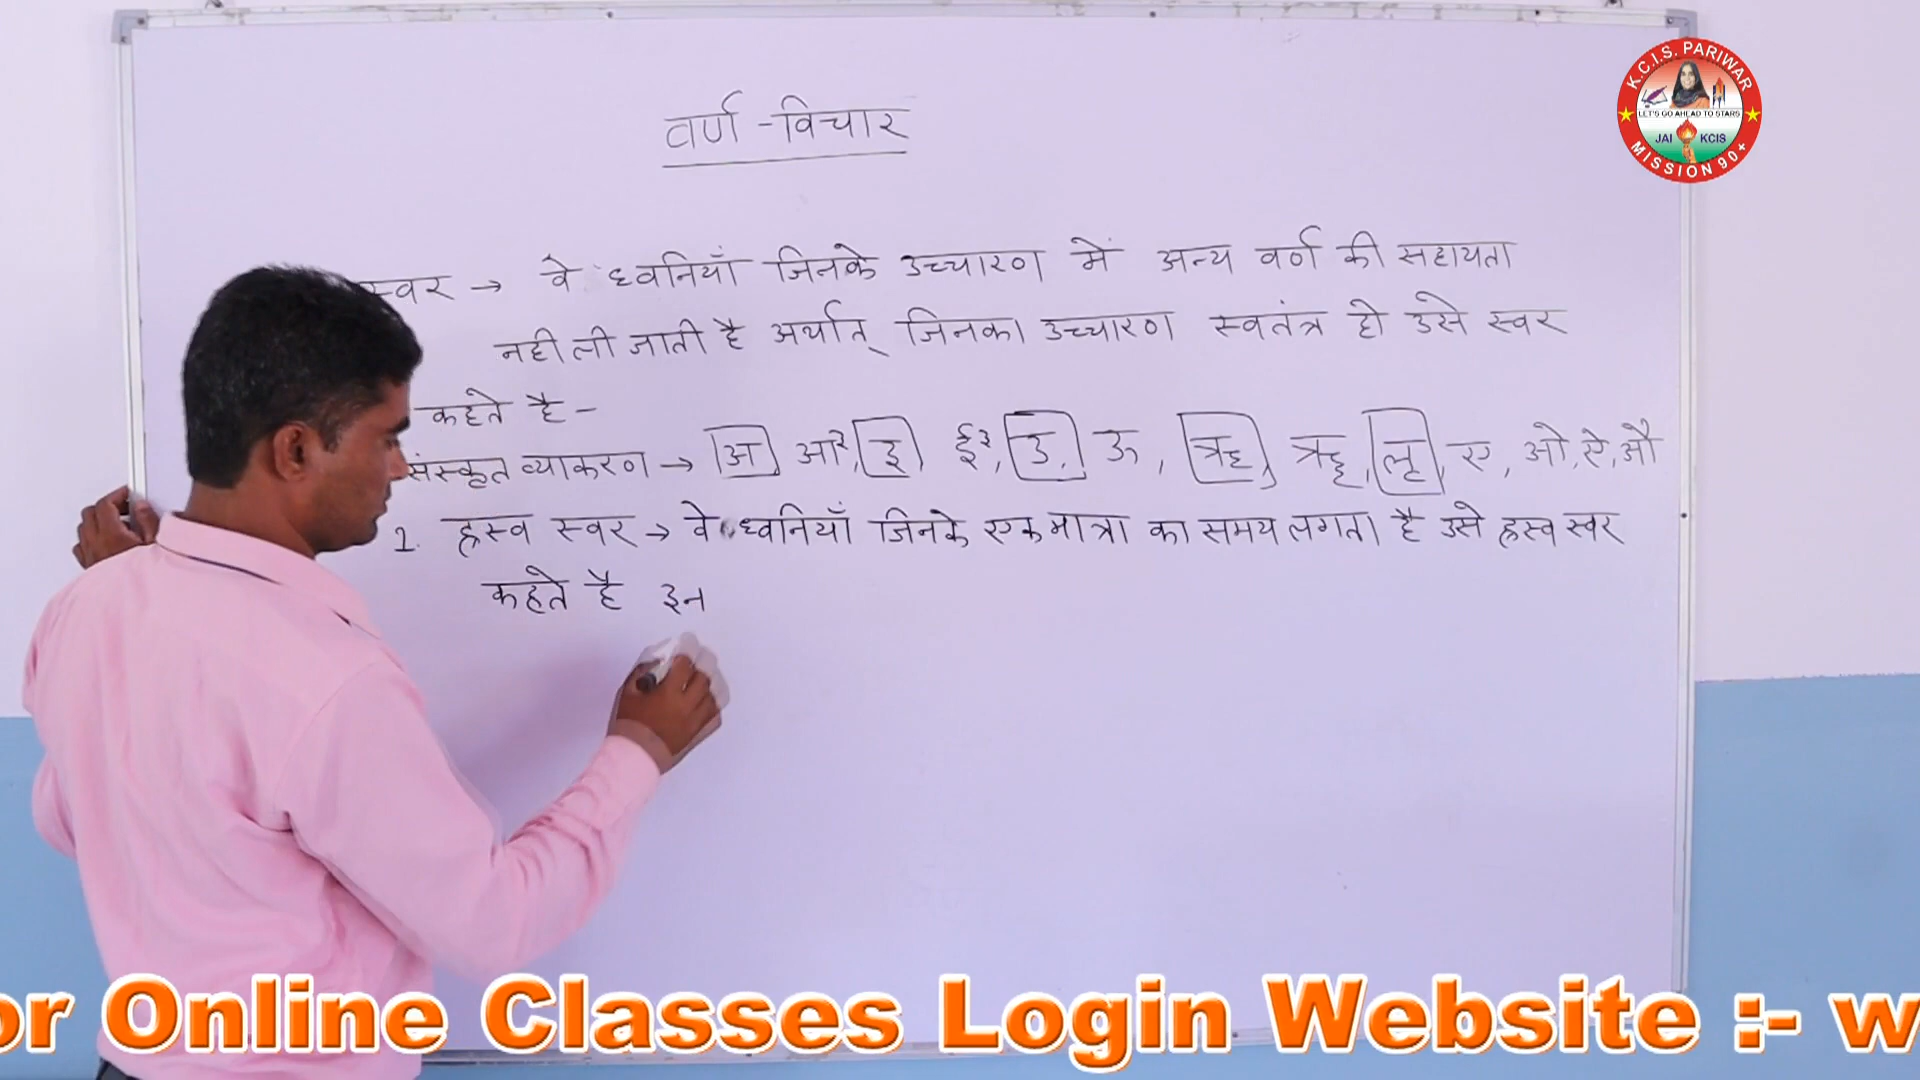 वर्ण -विचार
K.C.I.S. PARIWAR
LET'S GO AHEAD TO STARS
JAI KCIS
MISSION 90+
स्वर → वे ध्वनियाँ जिनके उच्चारण में अन्य वर्ण की सहायता
नही ली जाती है अर्थात् जिनका उच्चारण स्वतंत्र हो उसे स्वर
कहते है-
संस्कृत व्याकरण → अ, आ२, इ, ई२, उ, ऊ, ऋ, ॠ, लृ, ए, ओ, ऐ, औ
1. ह्रस्व स्वर → वे ध्वनियाँ जिनके एक मात्रा का समय लगता है उसे ह्रस्व स्वर
कहते है इन
or Online Classes Login Website :- w